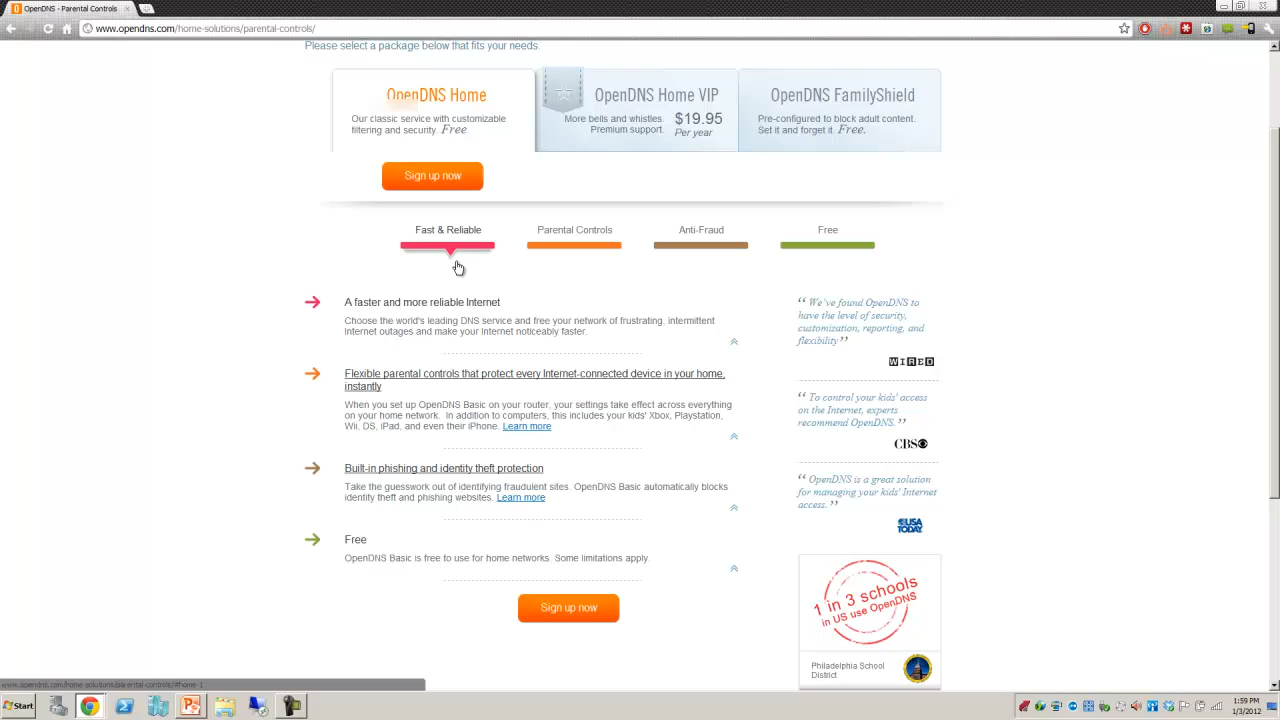 OpenDNS - Parental Controls
www.opendns.com/home-solutions/parental-controls/
Please select a package below that fits your needs.
OpenDNS Home
Our classic service with customizable
filtering and security. Free
OpenDNS Home VIP
More bells and whistles.
Premium support.
$19.95
Per year
OpenDNS FamilyShield
Pre-configured to block adult content.
Set it and forget it. Free.
Sign up now
Fast & Reliable
Parental Controls
Anti-Fraud
Free
A faster and more reliable Internet
Choose the world's leading DNS service and free your network of frustrating, intermittent
Internet outages and make your Internet noticeably faster.
Flexible parental controls that protect every Internet-connected device in your home,
instantly
When you set up OpenDNS Basic on your router, your settings take effect across everything
on your home network. In addition to computers, this includes your kids' Xbox, Playstation,
Wii, DS, iPad, and even their iPhone. Learn more
Built-in phishing and identity theft protection
Take the guesswork out of identifying fraudulent sites. OpenDNS Basic automatically blocks
identity theft and phishing websites. Learn more
Free
OpenDNS Basic is free to use for home networks. Some limitations apply.
Sign up now
“ We've found OpenDNS to
have the level of security,
customization, reporting, and
flexibility ”
WIRED
“ To control your kids' access
on the Internet, experts
recommend OpenDNS. ”
CBS
“ OpenDNS is a great solution
for managing your kids' Internet
access. ”
USA
TODAY
1 in 3 schools
in US use OpenDNS
Philadelphia School
District
www.opendns.com/home-solutions/parental-controls/#home-1
Start
1:59 PM
1/3/2012